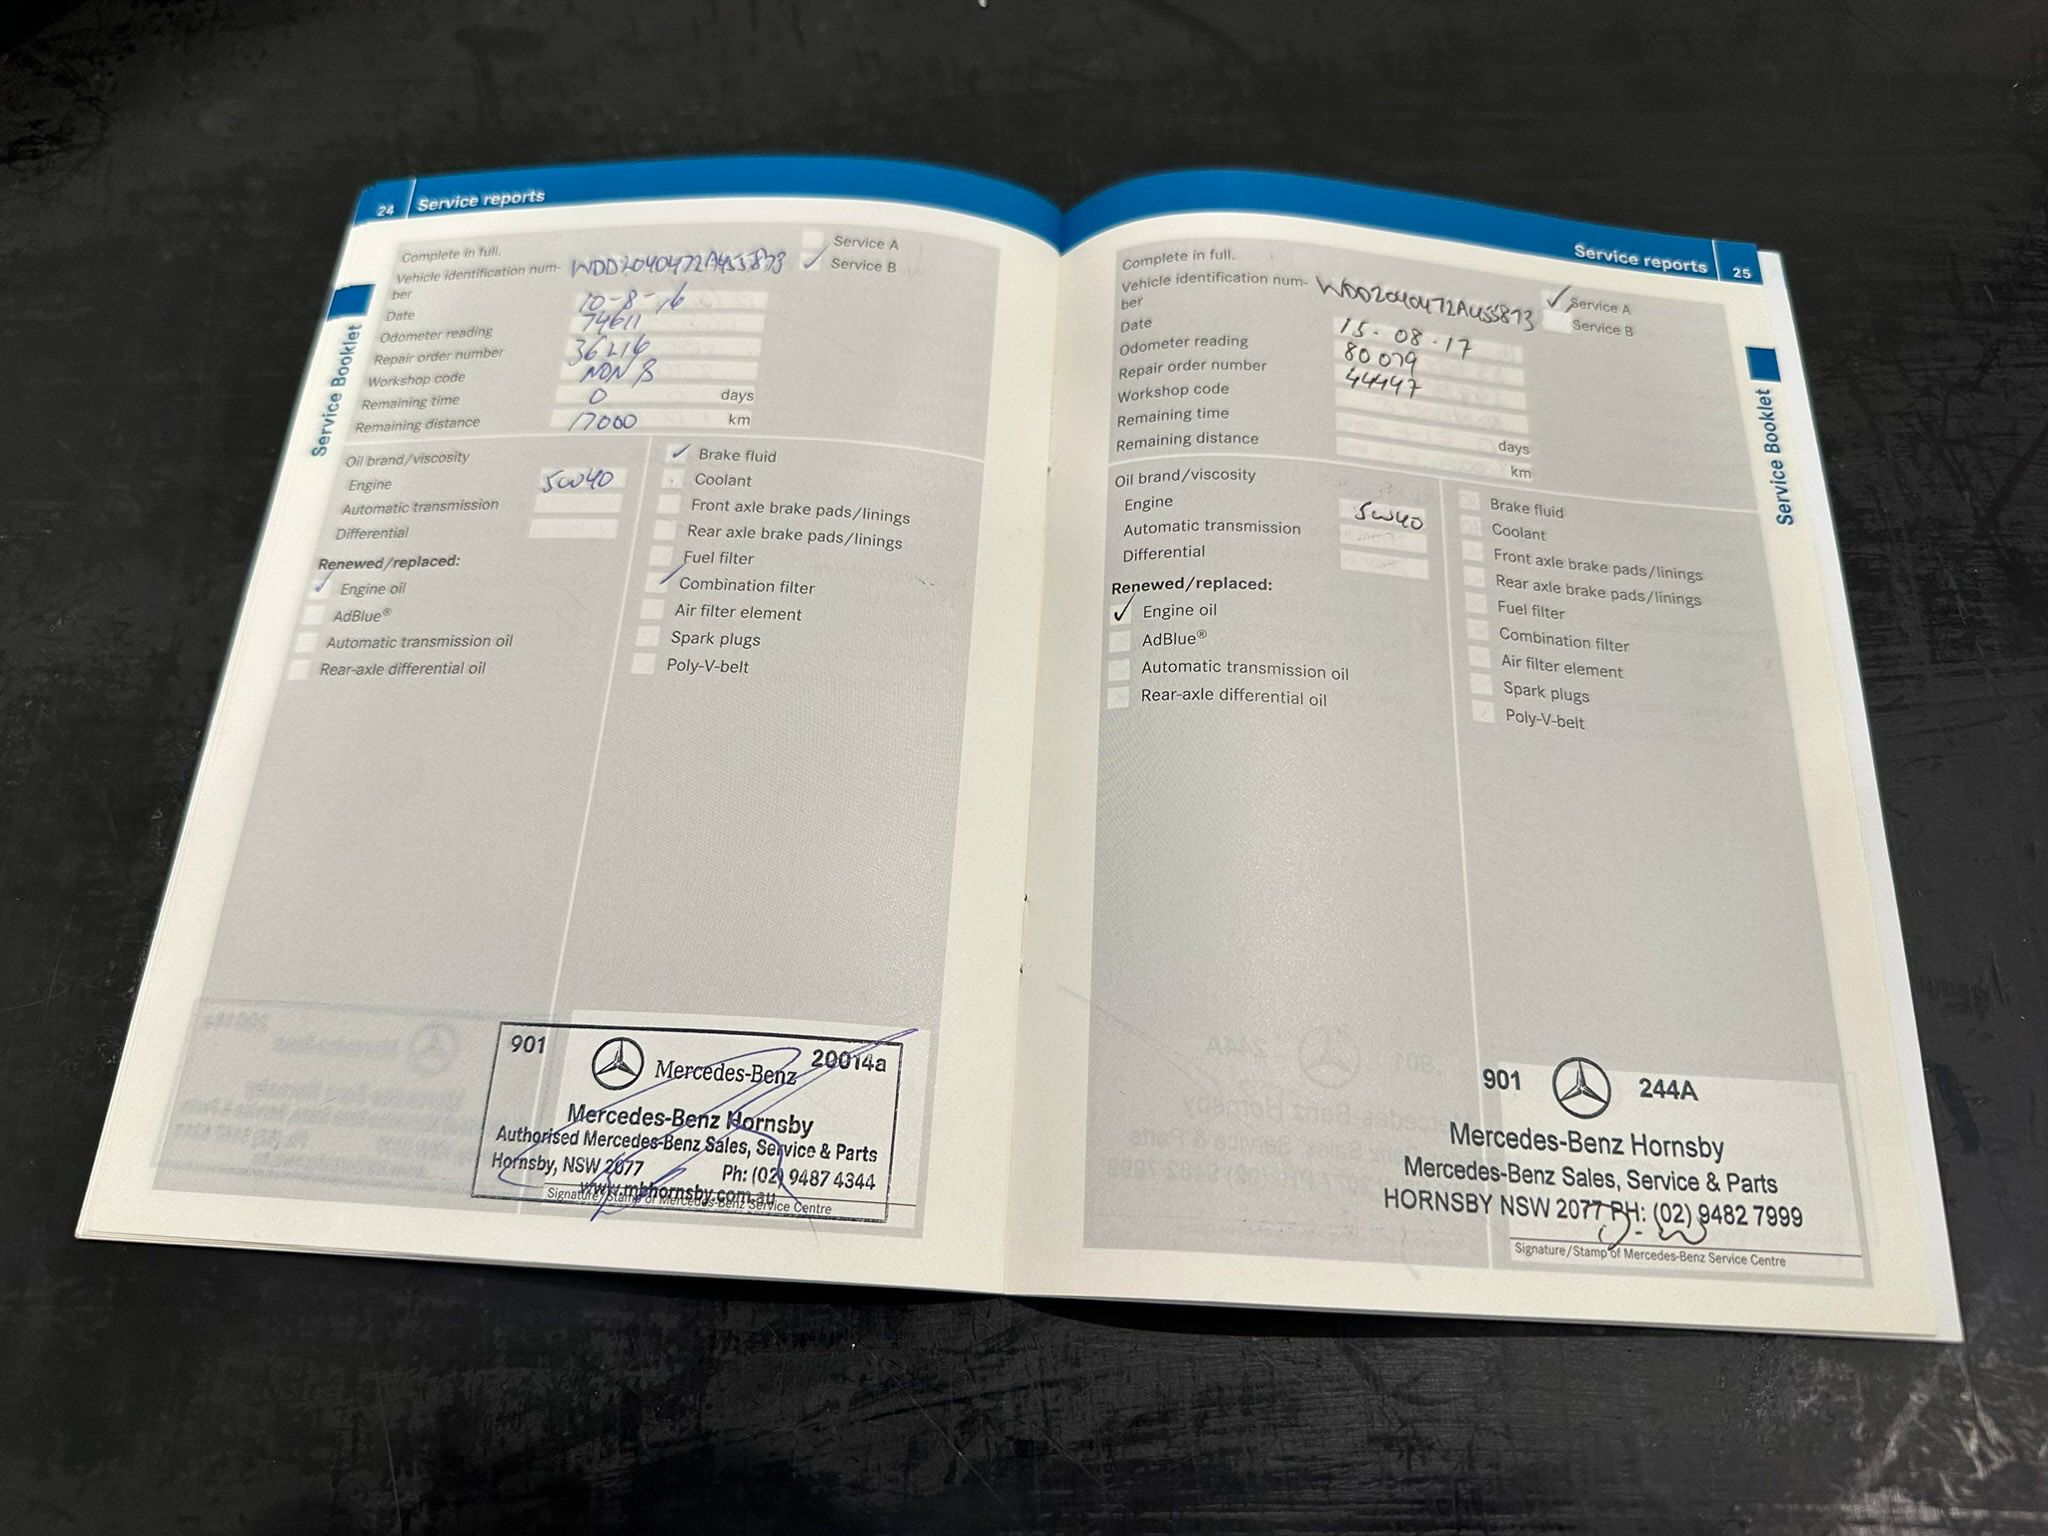 24 Service reports
Complete in full.
Vehicle identification num-
ber
WDD2040472A455873
Service A
✓ Service B
Date 10-8-16
Odometer reading 74611
Repair order number 36216
Workshop code
Remaining time 0 days
Remaining distance 17000 km
Oil brand/viscosity
Engine 5w40
Automatic transmission
Differential
Renewed/replaced:
✓ Engine oil
AdBlue®
Automatic transmission oil
Rear-axle differential oil
✓ Brake fluid
Coolant
Front axle brake pads/linings
Rear axle brake pads/linings
Fuel filter
✓ Combination filter
Air filter element
Spark plugs
Poly-V-belt
901
Mercedes-Benz 20014a
Mercedes-Benz Hornsby
Authorised Mercedes-Benz Sales, Service & Parts
Hornsby, NSW 2077 Ph: (02) 9487 4344
www.mbhornsby.com.au
Signature/Stamp of Mercedes-Benz Service Centre
Service Booklet
Service reports 25
Complete in full.
Vehicle identification num-
ber
WDD2040472A455873
✓ Service A
Service B
Date 15-08-17
Odometer reading 80079
Repair order number 44497
Workshop code
Remaining time days
Remaining distance km
Oil brand/viscosity
Engine 5w40
Automatic transmission
Differential
Renewed/replaced:
✓ Engine oil
AdBlue®
Automatic transmission oil
Rear-axle differential oil
Brake fluid
Coolant
Front axle brake pads/linings
Rear axle brake pads/linings
Fuel filter
Combination filter
Air filter element
Spark plugs
Poly-V-belt
901 244A
Mercedes-Benz Hornsby
Mercedes-Benz Sales, Service & Parts
HORNSBY NSW 2077 PH: (02) 9482 7999
Signature/Stamp of Mercedes-Benz Service Centre
Service Booklet